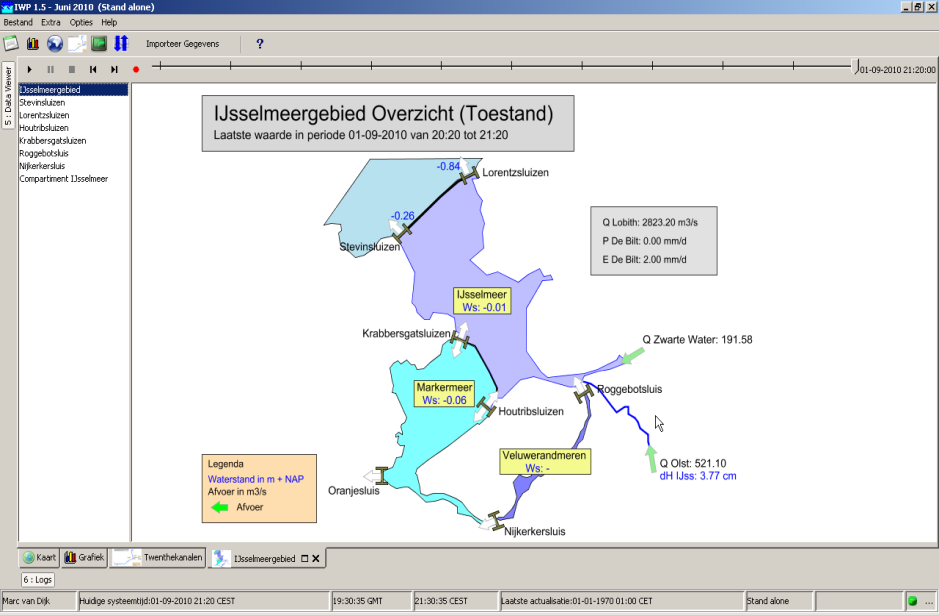 IWP 1.5 - Juni 2010 (Stand alone)
Bestand Extra Opties Help
Importeer Gegevens ?
01-09-2010 21:20:00
5 : Data Viewer
IJsselmeergebied
Stevinsluizen
Lorentzsluizen
Houtribsluizen
Krabbersgatsluizen
Roggebotsluis
Nijkerkersluis
Compartiment IJsselmeer
IJsselmeergebied Overzicht (Toestand)
Laatste waarde in periode 01-09-2010 van 20:20 tot 21:20
-0.84
Lorentzsluizen
-0.26
Stevinsluizen
Q Lobith: 2823.20 m3/s
P De Bilt: 0.00 mm/d
E De Bilt: 2.00 mm/d
IJsselmeer
Ws: -0.01
Krabbersgatsluizen
Q Zwarte Water: 191.58
Markermeer
Ws: -0.06
Roggebotsluis
Houtribsluizen
Veluwerandmeren
Ws: -
Q Olst: 521.10
dH IJss: 3.77 cm
Legenda
Waterstand in m + NAP
Afvoer in m3/s
Afvoer
Oranjesluis
Nijkerkersluis
Kaart Grafiek Twenthekanalen IJsselmeergebied
6 : Logs
Marc van Dijk Huidige systeemtijd:01-09-2010 21:20 CEST 19:30:35 GMT 21:30:35 CEST Laatste actualisatie:01-01-1970 01:00 CET Stand alone ...